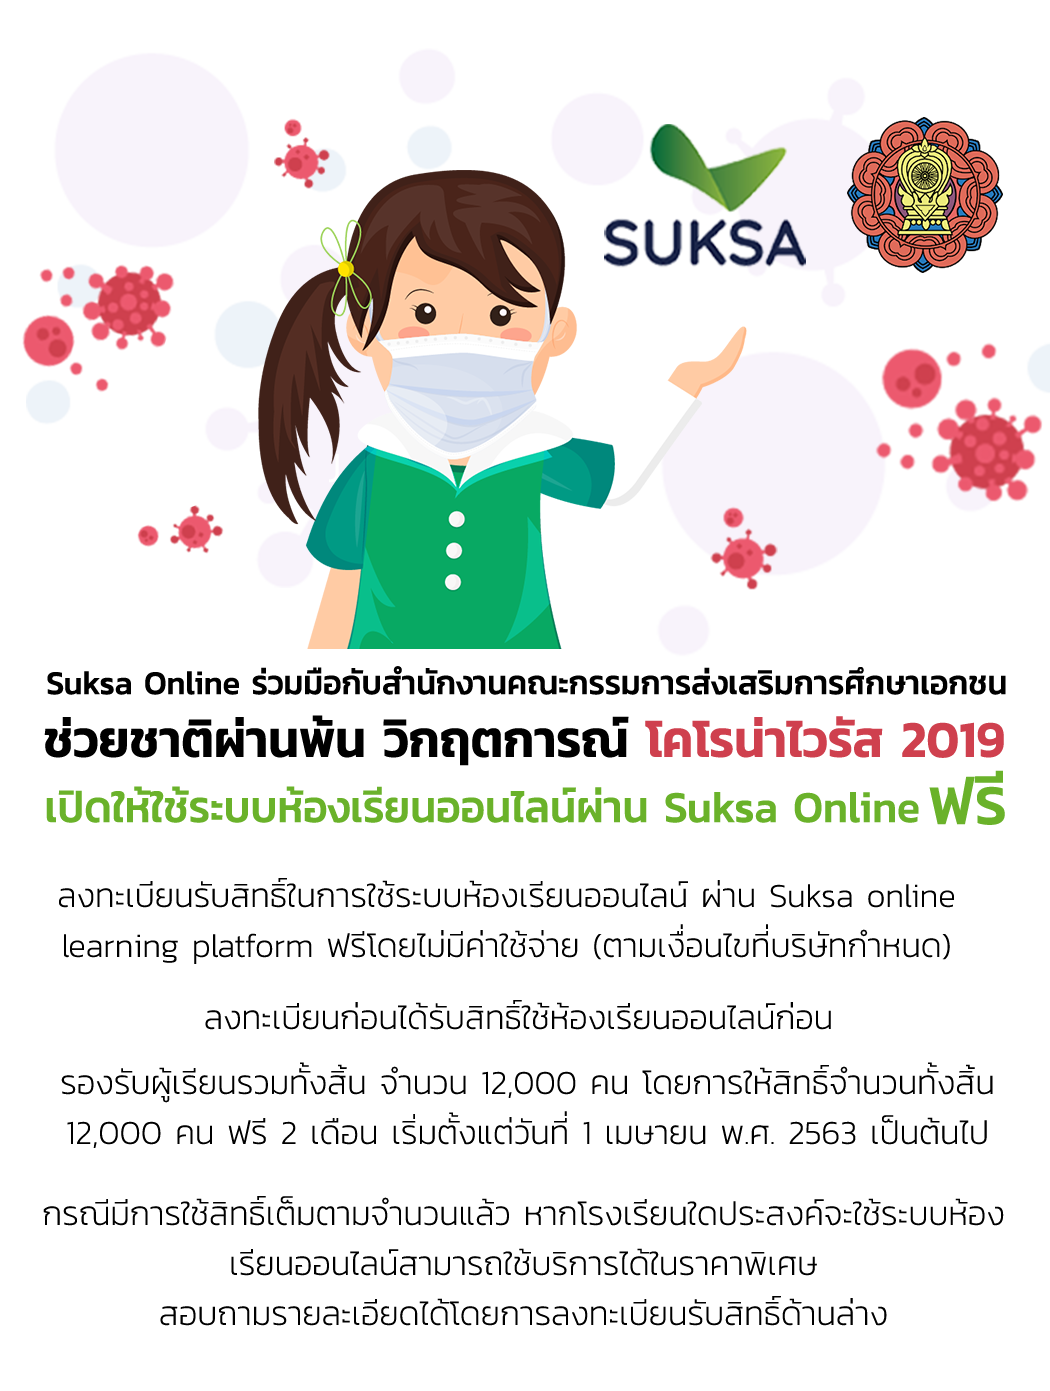 SUKSA
Suksa Online ร่วมมือกับสำนักงานคณะกรรมการส่งเสริมการศึกษาเอกชน
ช่วยชาติผ่านพ้น วิกฤตการณ์ โคโรน่าไวรัส 2019
เปิดให้ใช้ระบบห้องเรียนออนไลน์ผ่าน Suksa Online ฟรี
ลงทะเบียนรับสิทธิ์ในการใช้ระบบห้องเรียนออนไลน์ ผ่าน Suksa online
learning platform ฟรีโดยไม่มีค่าใช้จ่าย (ตามเงื่อนไขที่บริษัทกำหนด)
ลงทะเบียนก่อนได้รับสิทธิ์ใช้ห้องเรียนออนไลน์ก่อน
รองรับผู้เรียนรวมทั้งสิ้น จำนวน 12,000 คน โดยการให้สิทธิ์จำนวนทั้งสิ้น
12,000 คน ฟรี 2 เดือน เริ่มตั้งแต่วันที่ 1 เมษายน พ.ศ. 2563 เป็นต้นไป
กรณีมีการใช้สิทธิ์เต็มตามจำนวนแล้ว หากโรงเรียนใดประสงค์จะใช้ระบบห้อง
เรียนออนไลน์สามารถใช้บริการได้ในราคาพิเศษ
สอบถามรายละเอียดได้โดยการลงทะเบียนรับสิทธิ์ด้านล่าง